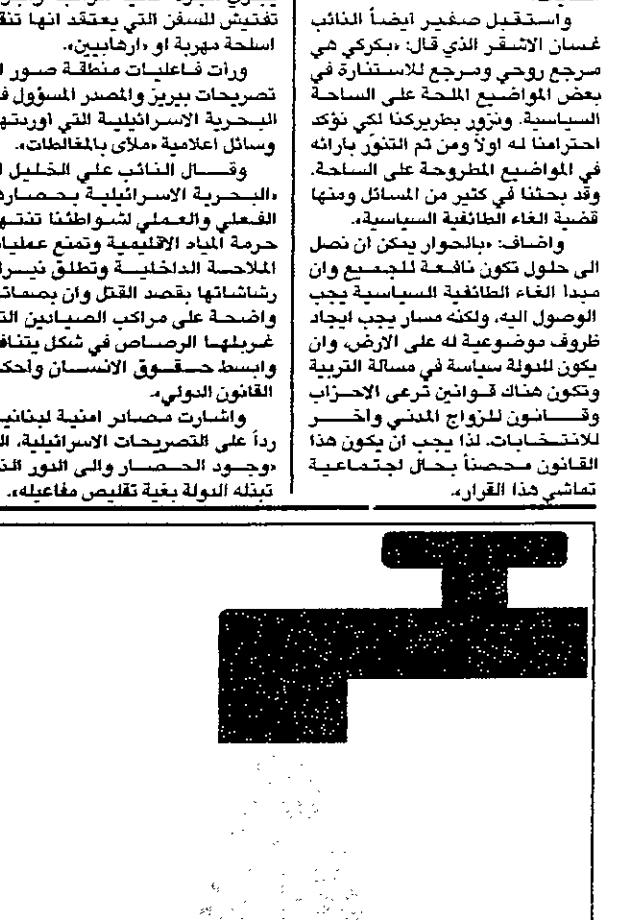 واستقبل صفير ايضاً النائب
غسان الاشقر الذي قال: «بكركي هي
مرجع روحي ومرجع للاستنارة في
بعض المواضيع الملحة على الساحة
السياسية. ونزور بطريركنا لكي نؤكد
احترامنا له اولاً ومن ثم التنوّر بآرائه
في المواضيع المطروحة على الساحة.
وقد بحثنا في كثير من المسائل ومنها
قضية الغاء الطائفية السياسية».
واضاف: «بالحوار يمكن ان نصل
الى حلول تكون نافعة للجميع وان
مبدا الغاء الطائفية السياسية يجب
الوصول اليه، ولكنه مسار يجب ايجاد
ظروف موضوعية له على الارض، وان
يكون للدولة سياسة في مسالة التربية
وتكون هناك قوانين ترعى الاحزاب
وقانون للزواج المدني وآخر
للانتخابات. لذا يجب ان يكون هذا
القانون محصناً بحال اجتماعية
تماشي هذا القرار».
تفتيش للسفن التي يعتقد انها
اسلحة مهربة او «ارهابيين».
ورأت فاعليات منطقة صور
تصريحات بيريز والمصدر المسؤول
البحرية الاسرائيلية التي اوردتها
وسائل اعلامية «ملأى بالمغالطات».
وقال النائب علي الخليل
«البحرية الاسرائيلية بحصارها
الفعلي والعملي لشواطئنا تنتهك
حرمة المياه الاقليمية وتمنع عمليات
الملاحة الداخلية وتطلق نيران
رشاشاتها بقصد القتل وان بصمات
واضحة على مراكب الصيادين التي
غربلها الرصاص في شكل يتنافى
وابسط حقوق الانسان واحكام
القانون الدولي».
واشارت مصادر امنية لبنانية
رداً على التصريحات الاسرائيلية،
«وجود الحصار والى الدور الذي
تبذله الدولة بغية تقليص مفاعيله».